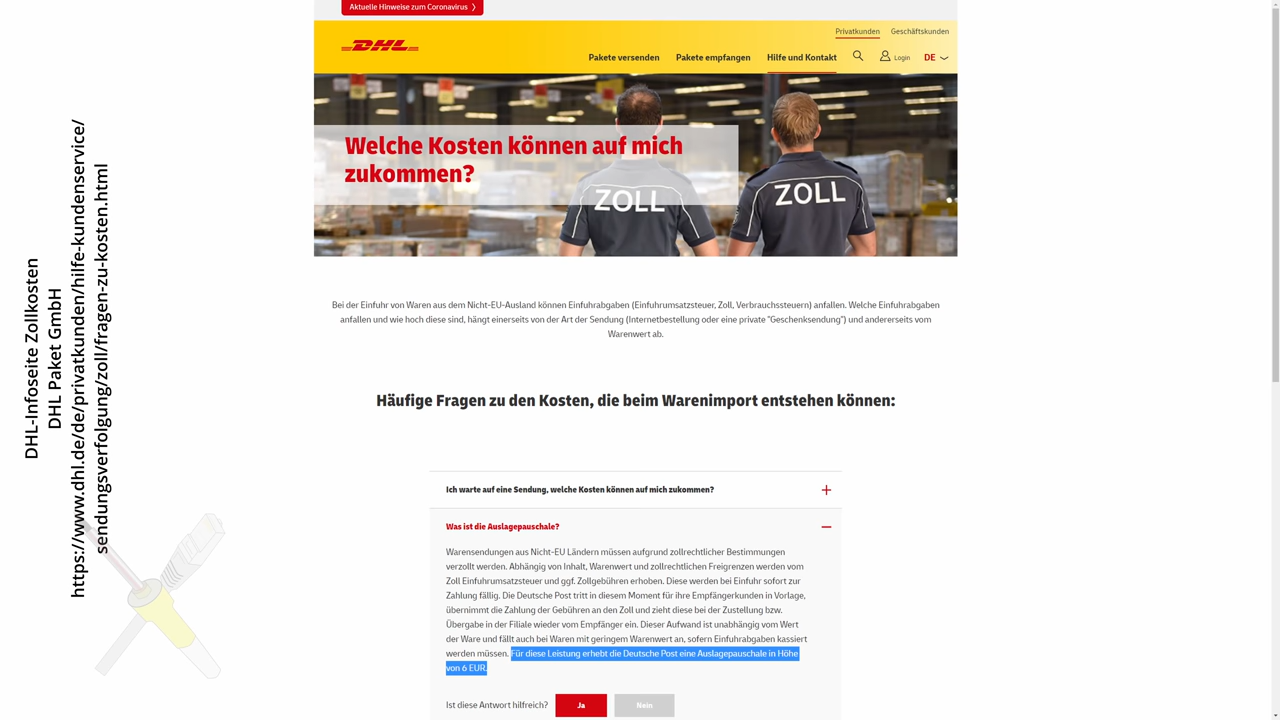 DHL-Infoseite Zollkosten
DHL Paket GmbH
https://www.dhl.de/de/privatkunden/hilfe-kundenservice/
sendungsverfolgung/zoll/fragen-zu-kosten.html
Aktuelle Hinweise zum Coronavirus
Privatkunden Geschäftskunden
DHL
Pakete versenden Pakete empfangen Hilfe und Kontakt Login DE
Welche Kosten können auf mich
zukommen?
ZOLL ZOLL
Bei der Einfuhr von Waren aus dem Nicht-EU-Ausland können Einfuhrabgaben (Einfuhrumsatzsteuer, Zoll, Verbrauchssteuern) anfallen. Welche Einfuhrabgaben
anfallen und wie hoch diese sind, hängt einerseits von der Art der Sendung (Internetbestellung oder eine private "Geschenksendung") und andererseits vom
Warenwert ab.
Häufige Fragen zu den Kosten, die beim Warenimport entstehen können:
Ich warte auf eine Sendung, welche Kosten können auf mich zukommen?
Was ist die Auslagepauschale?
Warensendungen aus Nicht-EU Ländern müssen aufgrund zollrechtlicher Bestimmungen
verzollt werden. Abhängig von Inhalt, Warenwert und zollrechtlichen Freigrenzen werden vom
Zoll Einfuhrumsatzsteuer und ggf. Zollgebühren erhoben. Diese werden bei Einfuhr sofort zur
Zahlung fällig. Die Deutsche Post tritt in diesem Moment für ihre Empfängerkunden in Vorlage,
übernimmt die Zahlung der Gebühren an den Zoll und zieht diese bei der Zustellung bzw.
Übergabe in der Filiale wieder vom Empfänger ein. Dieser Aufwand ist unabhängig vom Wert
der Ware und fällt auch bei Waren mit geringem Warenwert an, sofern Einfuhrabgaben kassiert
werden müssen. Für diese Leistung erhebt die Deutsche Post eine Auslagepauschale in Höhe
von 6 EUR.
Ist diese Antwort hilfreich? Ja Nein